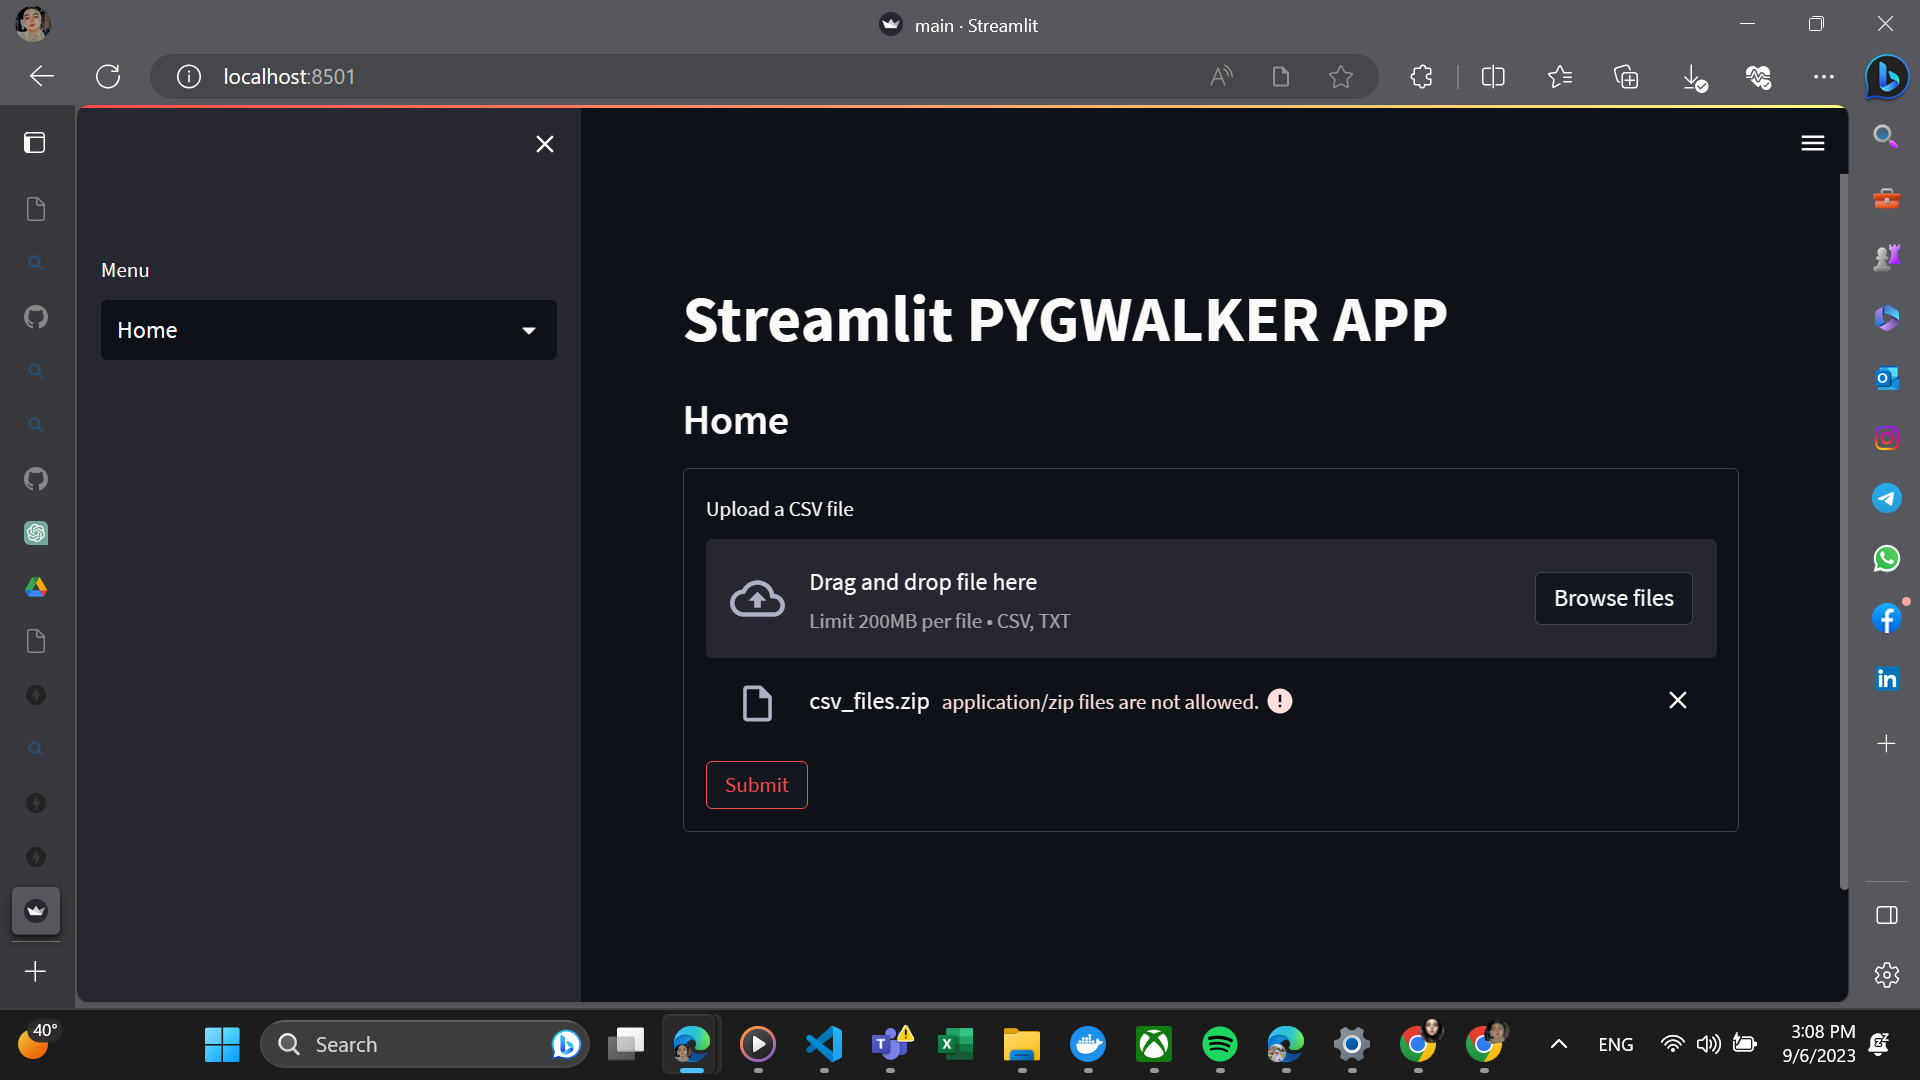 main · Streamlit
localhost:8501
Menu
Home
Streamlit PYGWALKER APP
Home
Upload a CSV file
Drag and drop file here
Limit 200MB per file • CSV, TXT
Browse files
csv_files.zip application/zip files are not allowed.
Submit
40°
Search
ENG
3:08 PM
9/6/2023